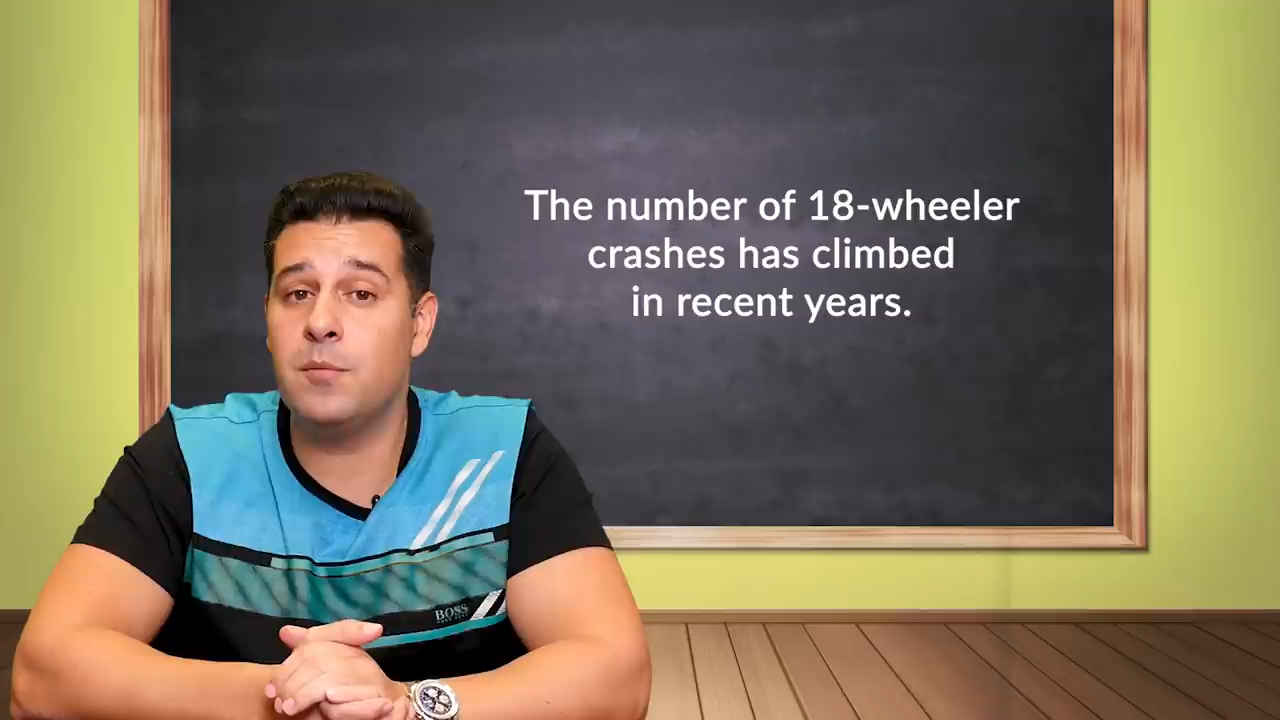 The number of 18-wheeler
crashes has climbed
in recent years.
BOSS